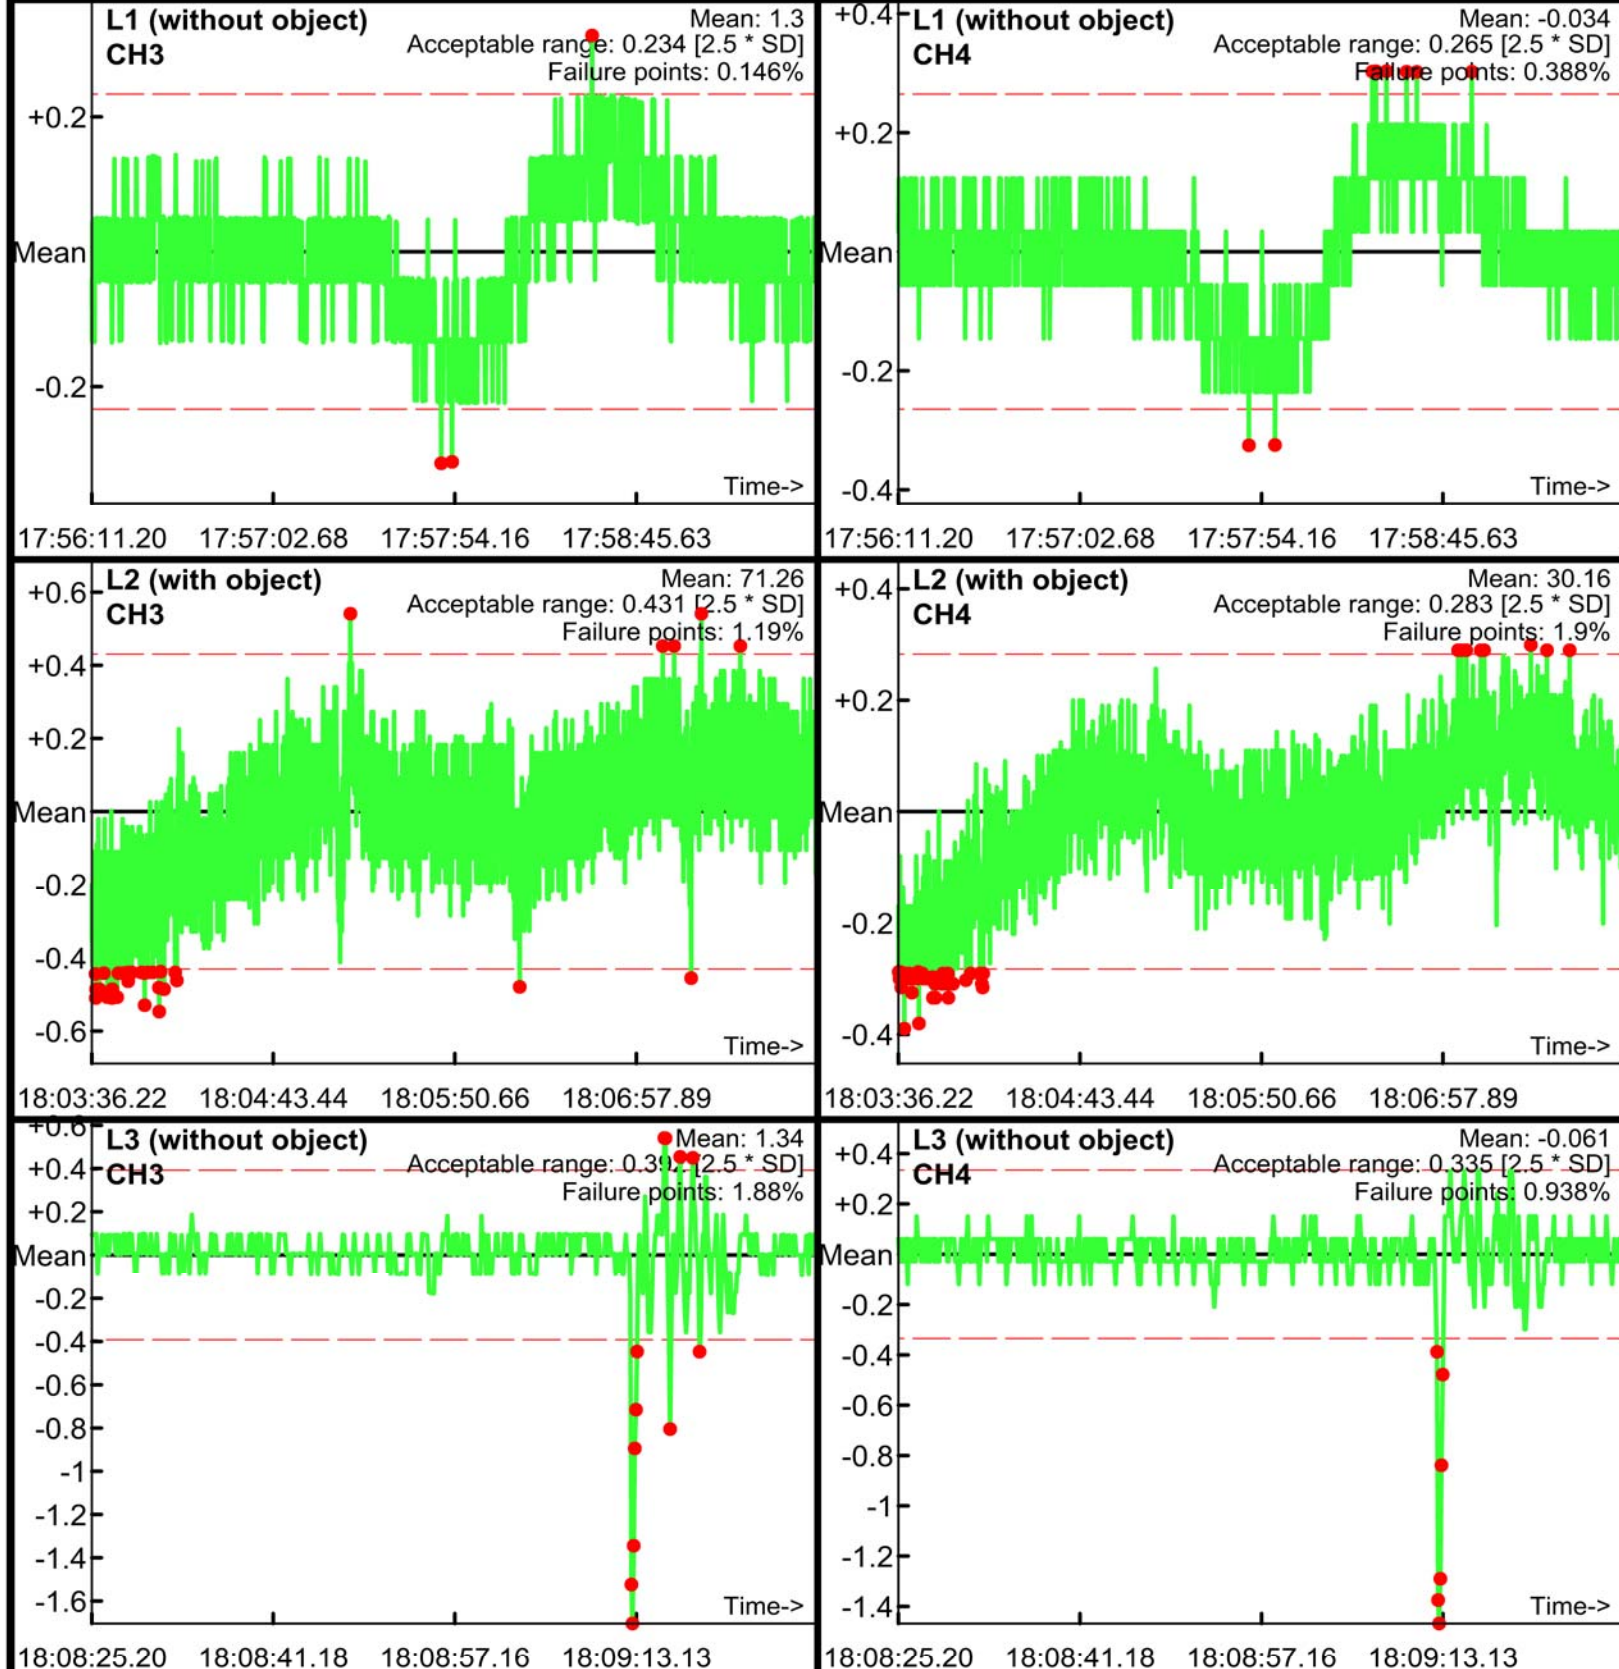 L1 (without object)
CH3
Mean: 1.3
Acceptable range: 0.234 [2.5 * SD]
Failure points: 0.146%
+0.2
Mean
-0.2
Time->
17:56:11.20 17:57:02.68 17:57:54.16 17:58:45.63
L1 (without object)
CH4
Mean: -0.034
Acceptable range: 0.265 [2.5 * SD]
Failure points: 0.388%
+0.4
+0.2
Mean
-0.2
-0.4
Time->
17:56:11.20 17:57:02.68 17:57:54.16 17:58:45.63
L2 (with object)
CH3
Mean: 71.26
Acceptable range: 0.431 [2.5 * SD]
Failure points: 1.19%
+0.6
+0.4
+0.2
Mean
-0.2
-0.4
-0.6
Time->
18:03:36.22 18:04:43.44 18:05:50.66 18:06:57.89
L2 (with object)
CH4
Mean: 30.16
Acceptable range: 0.283 [2.5 * SD]
Failure points: 1.9%
+0.4
+0.2
Mean
-0.2
-0.4
Time->
18:03:36.22 18:04:43.44 18:05:50.66 18:06:57.89
L3 (without object)
CH3
Mean: 1.34
Acceptable range: [2.5 * SD]
Failure points: 1.88%
+0.6
+0.4
+0.2
Mean
-0.2
-0.4
-0.6
-0.8
-1
-1.2
-1.4
-1.6
Time->
18:08:25.20 18:08:41.18 18:08:57.16 18:09:13.13
L3 (without object)
CH4
Mean: -0.061
Acceptable range: 0.335 [2.5 * SD]
Failure points: 0.938%
+0.4
+0.2
Mean
-0.2
-0.4
-0.6
-0.8
-1
-1.2
-1.4
Time->
18:08:25.20 18:08:41.18 18:08:57.16 18:09:13.13